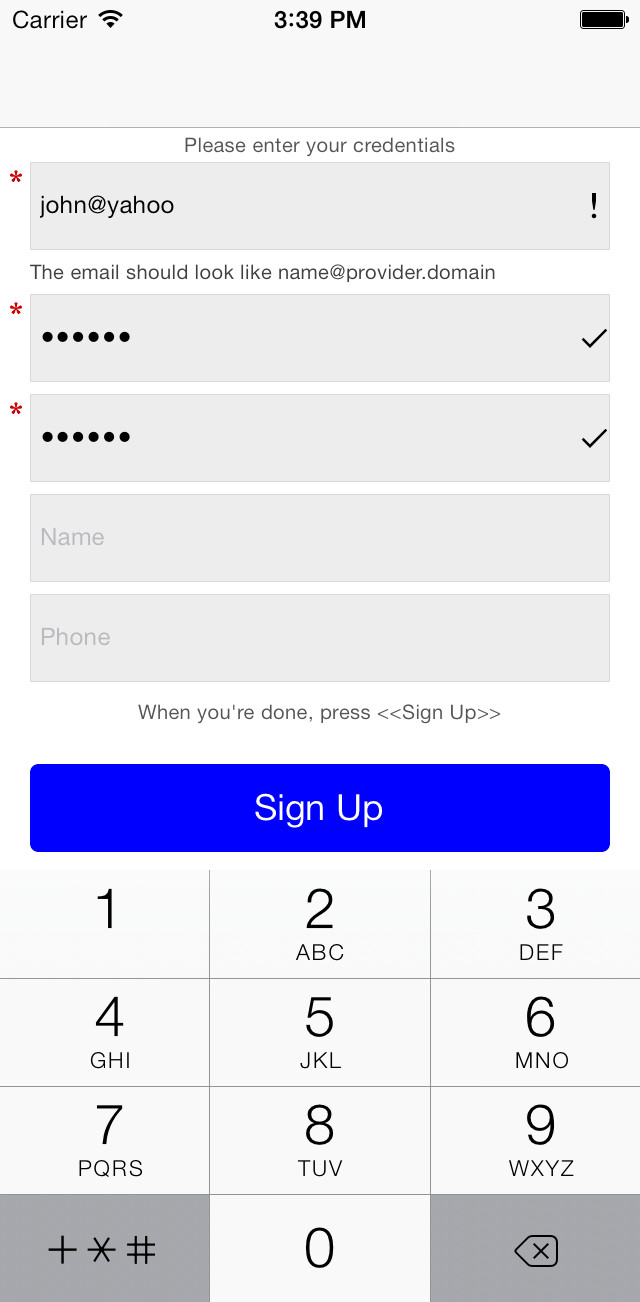 Carrier 3:39 PM
Please enter your credentials
* john@yahoo !
The email should look like name@provider.domain
* ••••••
* ••••••
Name
Phone
When you're done, press <<Sign Up>>
Sign Up
1 2 3
ABC DEF
4 5 6
GHI JKL MNO
7 8 9
PQRS TUV WXYZ
+*# 0